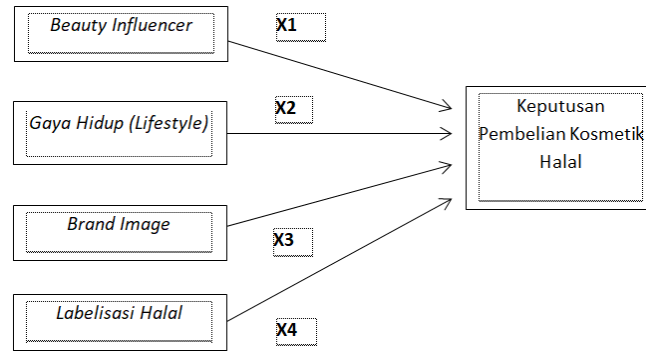 Beauty Influencer
X1
Gaya Hidup (Lifestyle)
X2
Keputusan
Pembelian Kosmetik
Halal
Brand Image
X3
Labelisasi Halal
X4